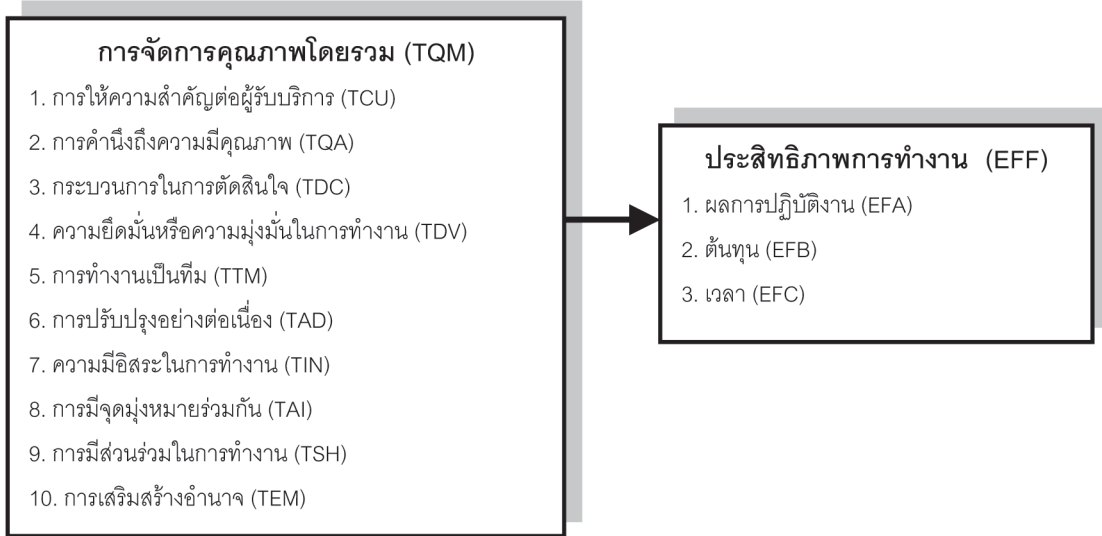 การจัดการคุณภาพโดยรวม (TQM)
1. การให้ความสำคัญต่อผู้รับบริการ (TCU)
2. การคำนึงถึงความมีคุณภาพ (TQA)
3. กระบวนการในการตัดสินใจ (TDC)
4. ความยึดมั่นหรือความมุ่งมั่นในการทำงาน (TDV)
5. การทำงานเป็นทีม (TTM)
6. การปรับปรุงอย่างต่อเนื่อง (TAD)
7. ความมีอิสระในการทำงาน (TIN)
8. การมีจุดมุ่งหมายร่วมกัน (TAI)
9. การมีส่วนร่วมในการทำงาน (TSH)
10. การเสริมสร้างอำนาจ (TEM)
ประสิทธิภาพการทำงาน (EFF)
1. ผลการปฏิบัติงาน (EFA)
2. ต้นทุน (EFB)
3. เวลา (EFC)